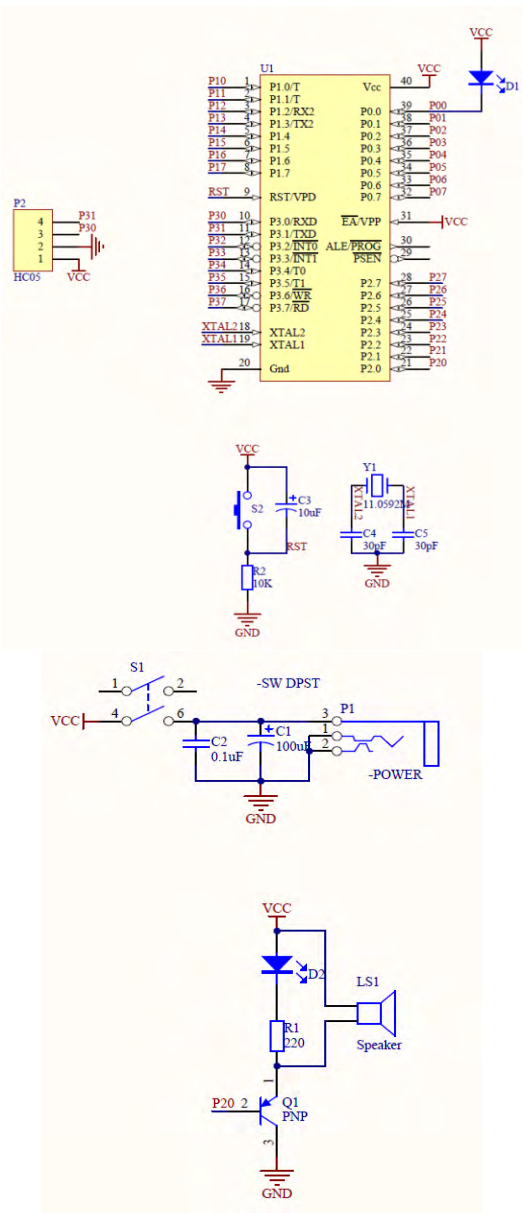 VCC
D1
U1
P10 1 P1.0/T Vcc 40 VCC
P11 2 P1.1/T P0.0 39 P00
P12 3 P1.2/RX2 P0.1 38 P01
P13 4 P1.3/TX2 P0.2 37 P02
P14 5 P1.4 P0.3 36 P03
P15 6 P1.5 P0.4 35 P04
P16 7 P1.6 P0.5 34 P05
P17 8 P1.7 P0.6 33 P06
P0.7 32 P07
RST 9 RST/VPD
P30 10 P3.0/RXD EA/VPP 31 VCC
P31 11 P3.1/TXD
P32 12 P3.2/INT0 ALE/PROG 30
P33 13 P3.3/INT1 PSEN 29
P34 14 P3.4/T0
P35 15 P3.5/T1 P2.7 28 P27
P36 16 P3.6/WR P2.6 27 P26
P37 17 P3.7/RD P2.5 26 P25
P2.4 25 P24
XTAL2 18 XTAL2 P2.3 24 P23
XTAL1 19 XTAL1 P2.2 23 P22
P2.1 22 P21
20 Gnd P2.0 21 P20
P2
4 P31
3 P30
2
1
VCC
HC05
VCC
S2
C3
10uF
RST
R2
10K
GND
Y1
XTAL2
11.0592M
XTAL1
C4
30pF
C5
30pF
GND
S1
1 2
-SW DPST
VCC 4 6
3 P1
1
2
C2
0.1uF
C1
100uF
-POWER
GND
VCC
D2
LS1
R1
220
Speaker
1
P20 2
Q1
PNP
3
GND